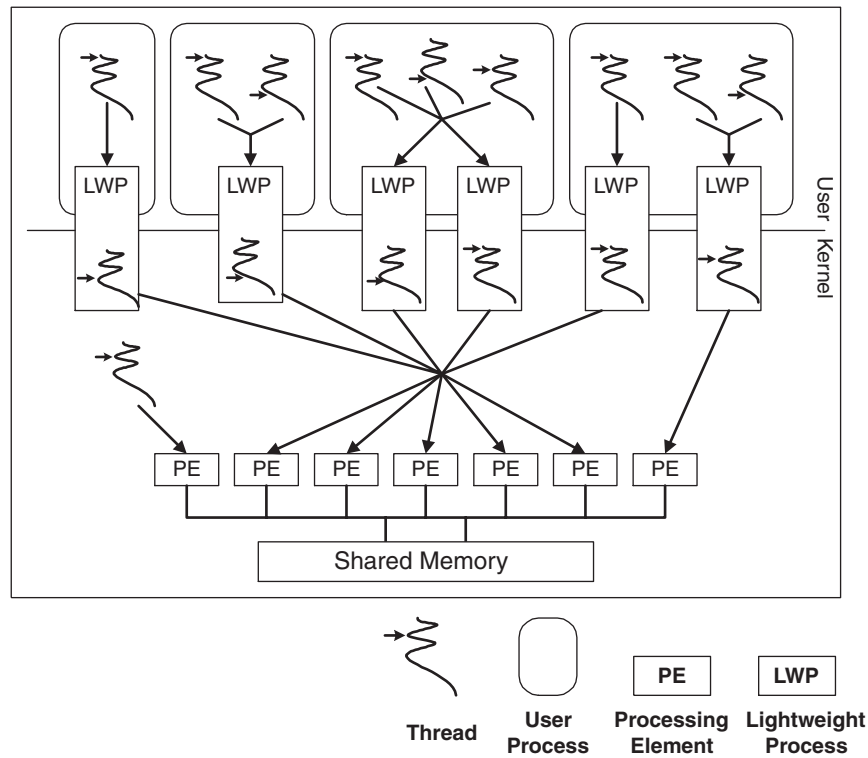 LWP LWP LWP LWP LWP LWP
User
Kernel
PE PE PE PE PE PE PE
Shared Memory
PE LWP
Thread User Process Processing Element Lightweight Process